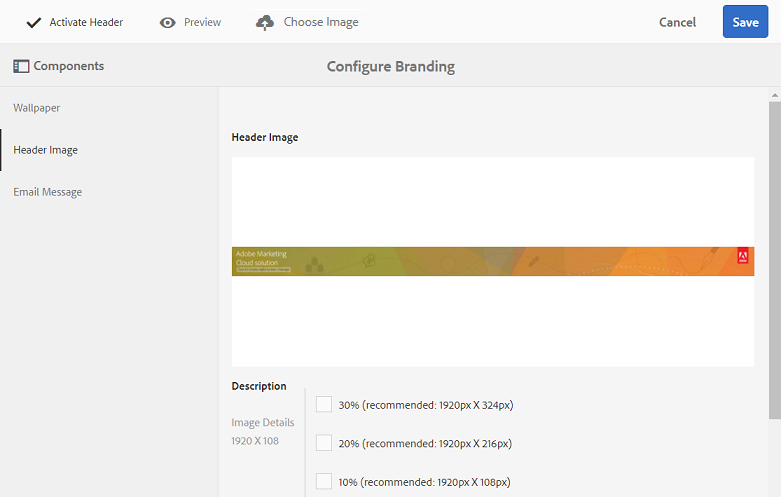 Activate Header
Preview
Choose Image
Cancel
Save
Components
Configure Branding
Wallpaper
Header Image
Email Message
Header Image
Adobe Marketing
Cloud solution
Description
Image Details
1920 X 108
30% (recommended: 1920px X 324px)
20% (recommended: 1920px X 216px)
10% (recommended: 1920px X 108px)